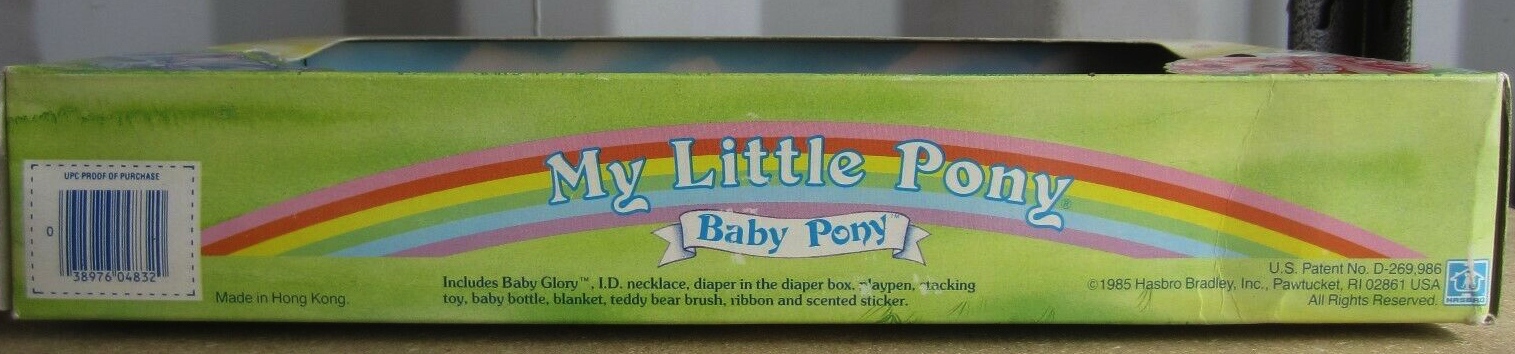 UPC PROOF OF PURCHASE
0
38976 04832
Made in Hong Kong.
My Little Pony®
Baby Pony™
Includes Baby Glory™, I.D. necklace, diaper in the diaper box, playpen, stacking
toy, baby bottle, blanket, teddy bear brush, ribbon and scented sticker.
U.S. Patent No. D-269,986
©1985 Hasbro Bradley, Inc., Pawtucket, RI 02861 USA
All Rights Reserved.
HASBRO